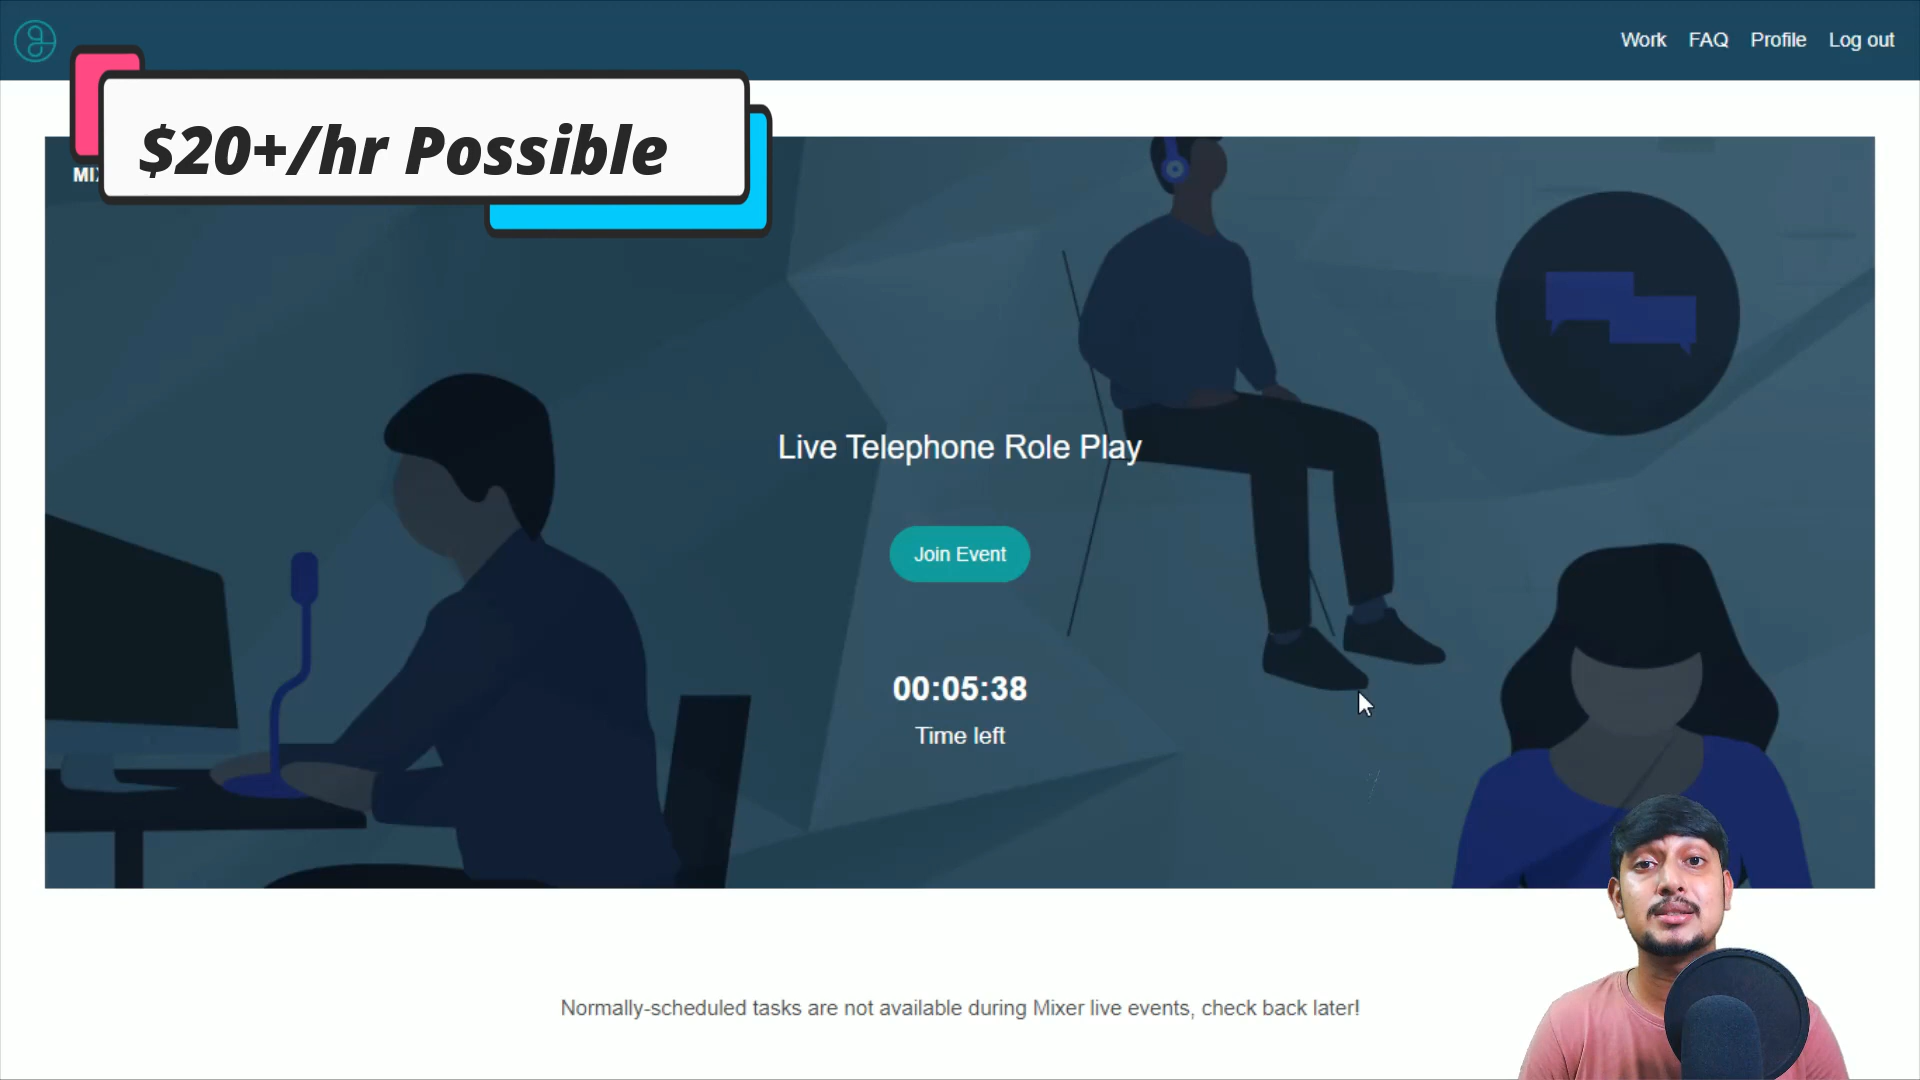 Work FAQ Profile Log out
$20+/hr Possible
Live Telephone Role Play
Join Event
00:05:38
Time left
Normally-scheduled tasks are not available during Mixer live events, check back later!